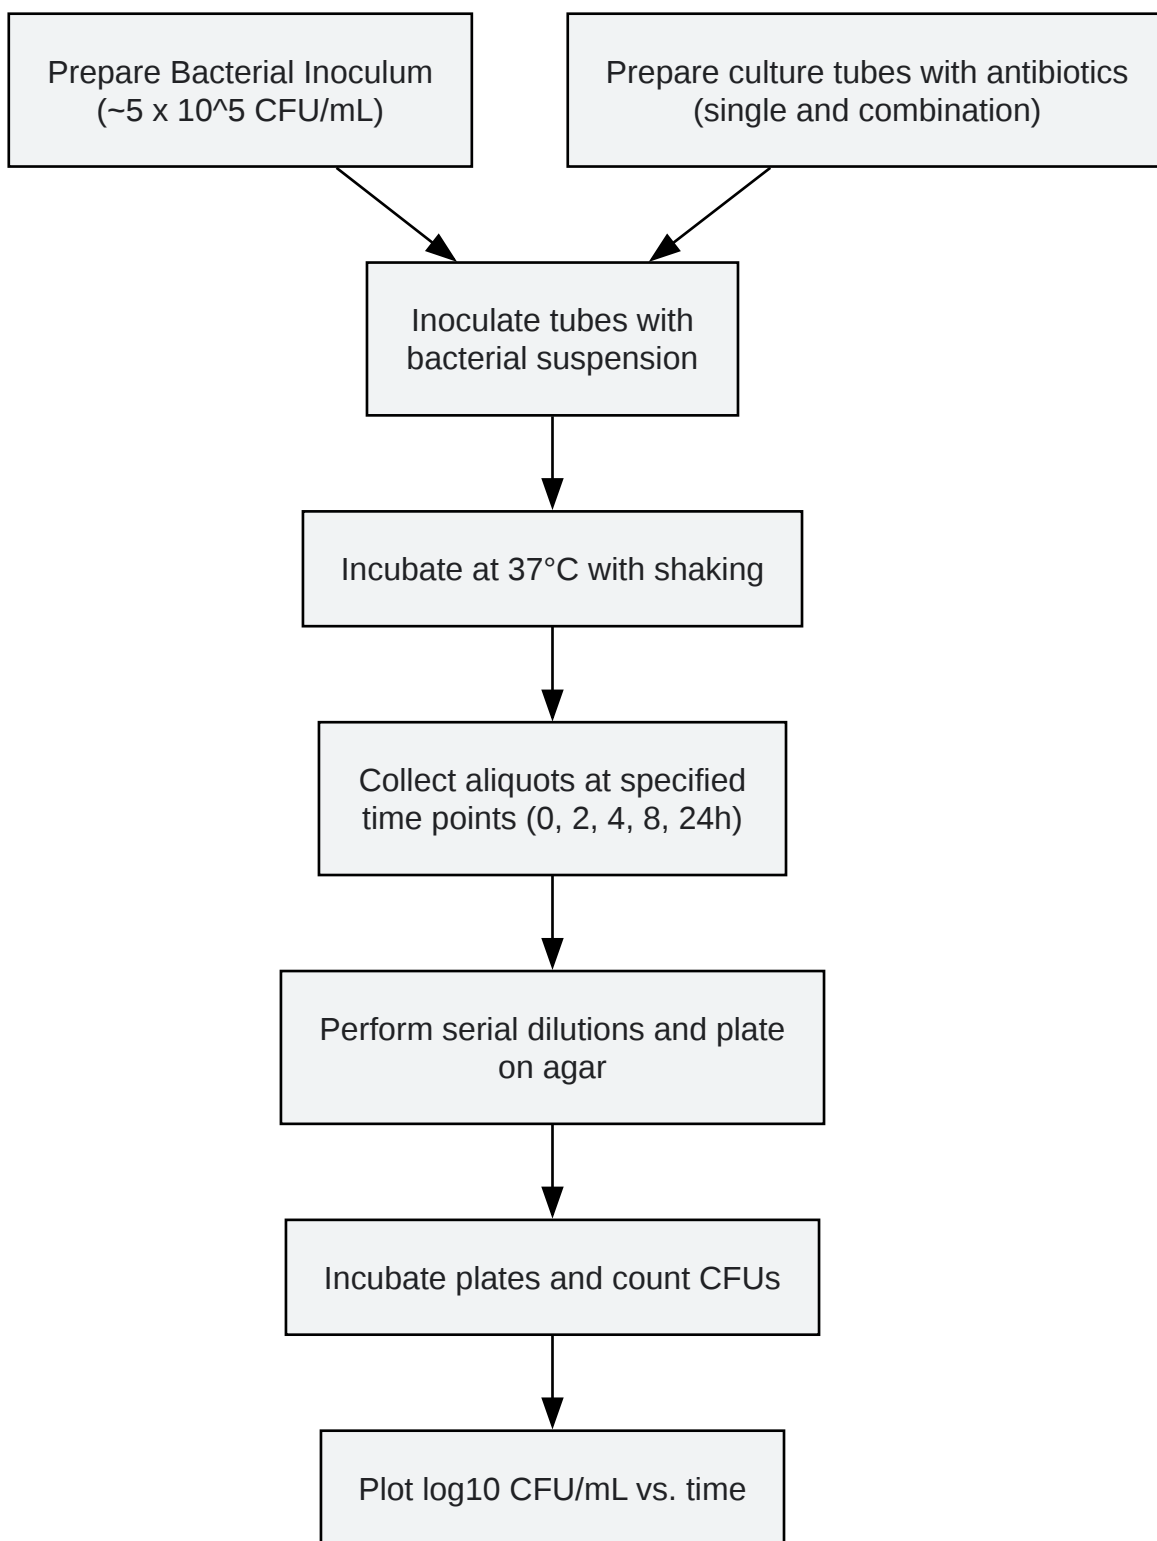 Prepare Bacterial Inoculum
(~5 x 10^5 CFU/mL)
Prepare culture tubes with antibiotics
(single and combination)
Inoculate tubes with
bacterial suspension
Incubate at 37°C with shaking
Collect aliquots at specified
time points (0, 2, 4, 8, 24h)
Perform serial dilutions and plate
on agar
Incubate plates and count CFUs
Plot log10 CFU/mL vs. time